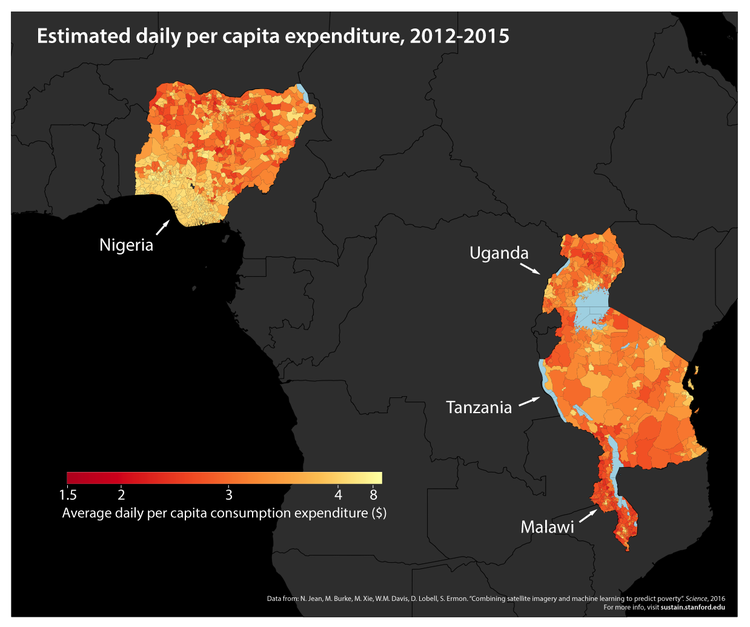 Estimated daily per capita expenditure, 2012-2015
Nigeria
Uganda
Tanzania
Malawi
1.5 2 3 4 8
Average daily per capita consumption expenditure ($)
Data from: N. Jean, M. Burke, M. Xie, W.M. Davis, D. Lobell, S. Ermon. "Combining satellite imagery and machine learning to predict poverty". Science, 2016
For more info, visit sustain.stanford.edu